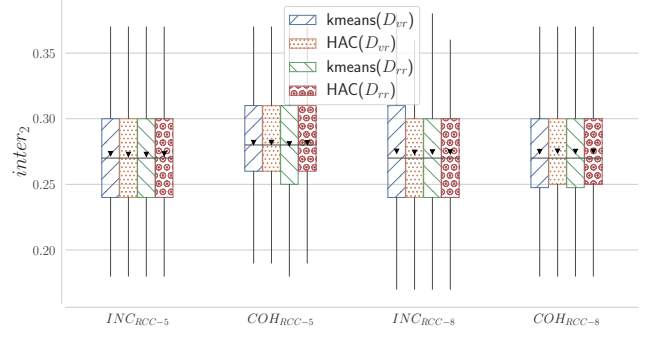 kmeans(D_vr)
HAC(D_vr)
kmeans(D_rr)
HAC(D_rr)
inter_2
0.35
0.30
0.25
0.20
INC_RCC−5
COH_RCC−5
INC_RCC−8
COH_RCC−8